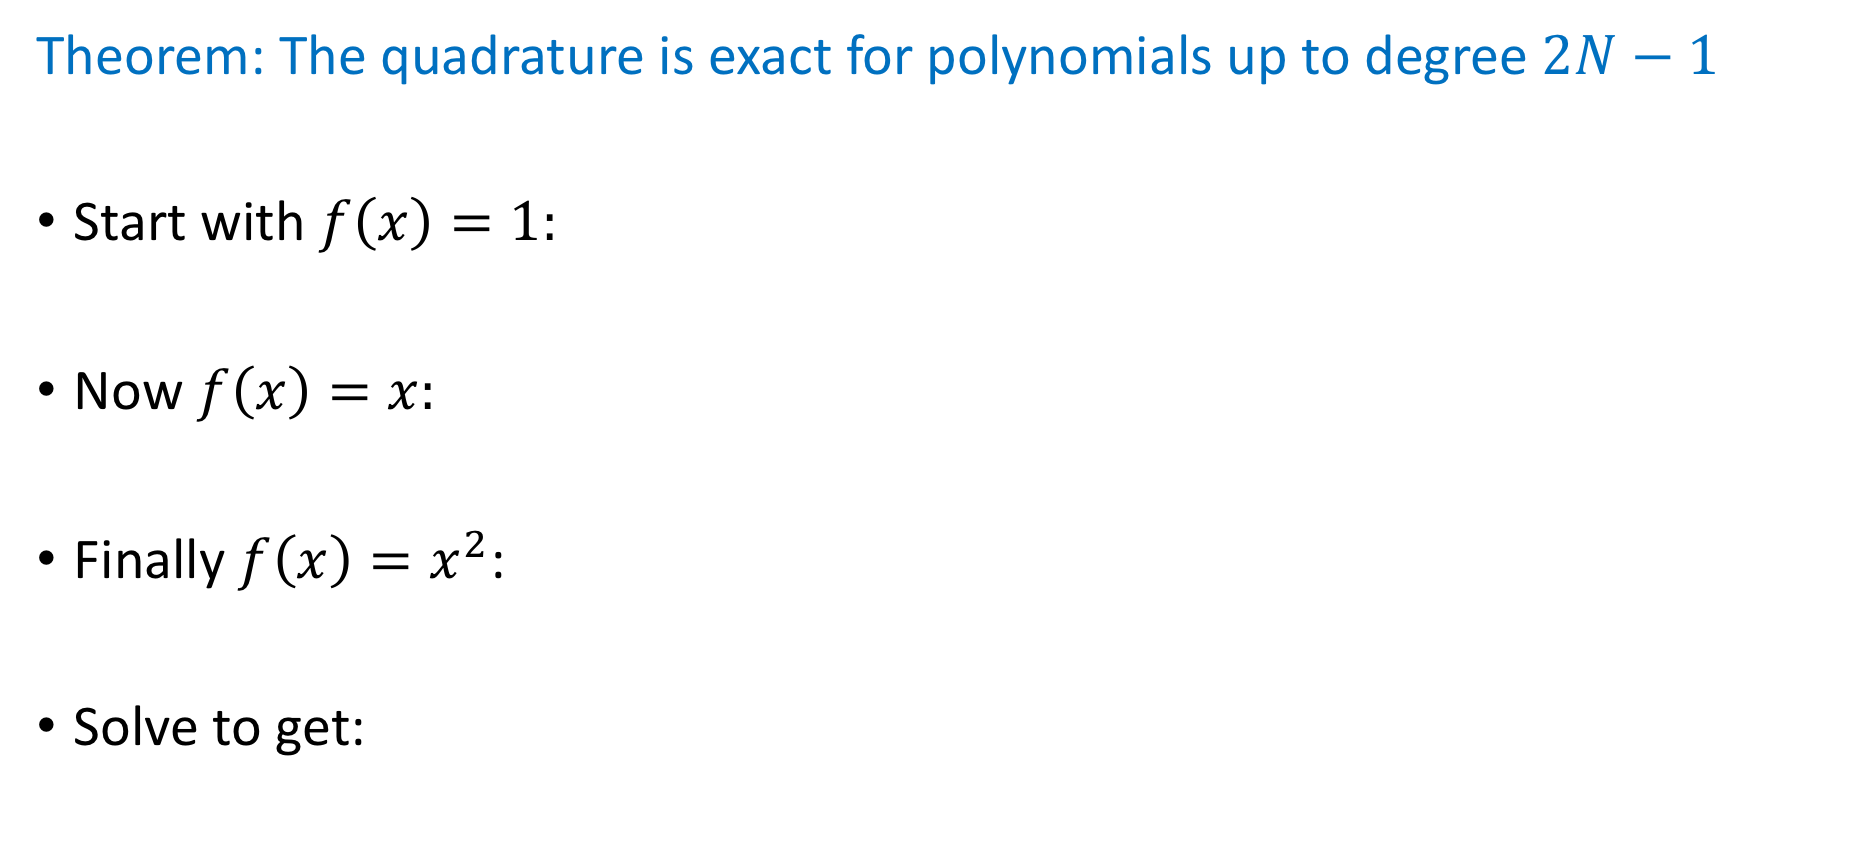 Theorem: The quadrature is exact for polynomials up to degree 2N − 1
• Start with f(x) = 1:
• Now f(x) = x:
• Finally f(x) = x²:
• Solve to get: